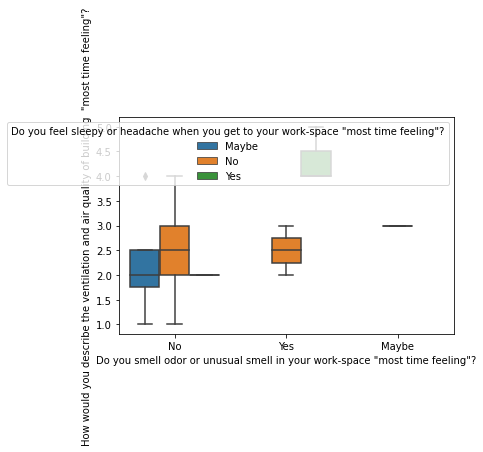 Do you feel sleepy or headache when you get to your work-space "most time feeling"?
Maybe
No
Yes
How would you describe the ventilation and air quality of building "most time feeling"?
5.0
4.5
4.0
3.5
3.0
2.5
2.0
1.5
1.0
No Yes Maybe
Do you smell odor or unusual smell in your work-space "most time feeling"?